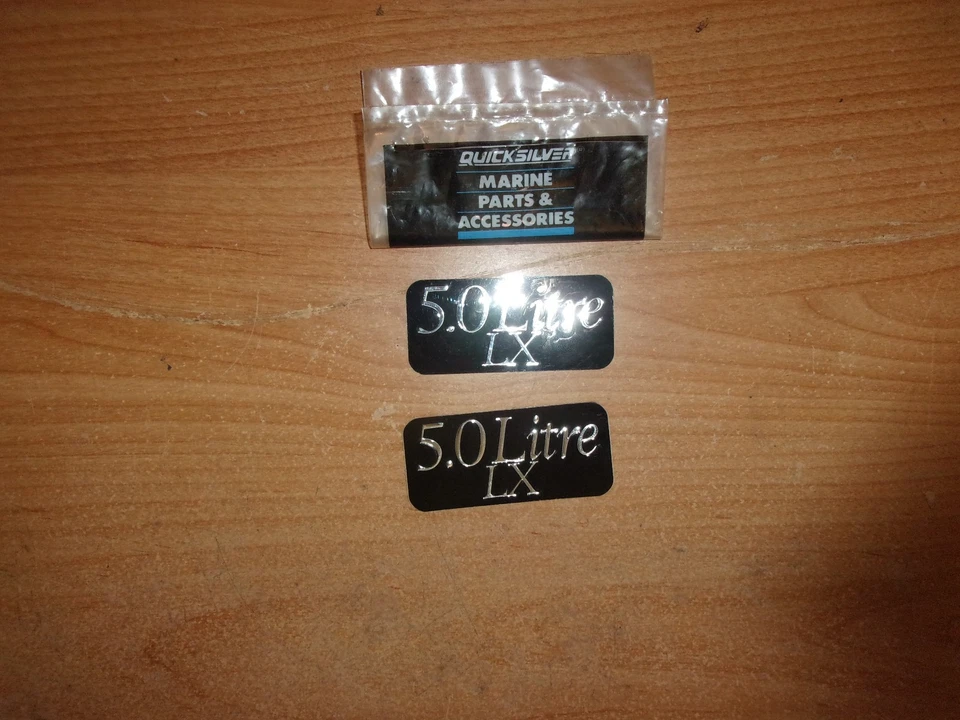 QUICKSILVER
MARINE
PARTS &
ACCESSORIES
5.0 Litre
LX
5.0 Litre
LX